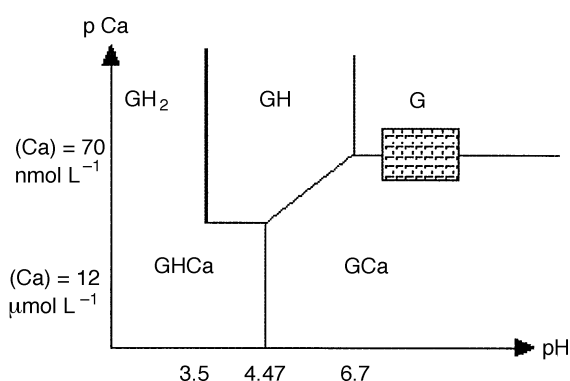 p Ca
GH₂
GH
G
(Ca) = 70
nmol L⁻¹
GHCa
GCa
(Ca) = 12
μmol L⁻¹
pH
3.5 4.47 6.7